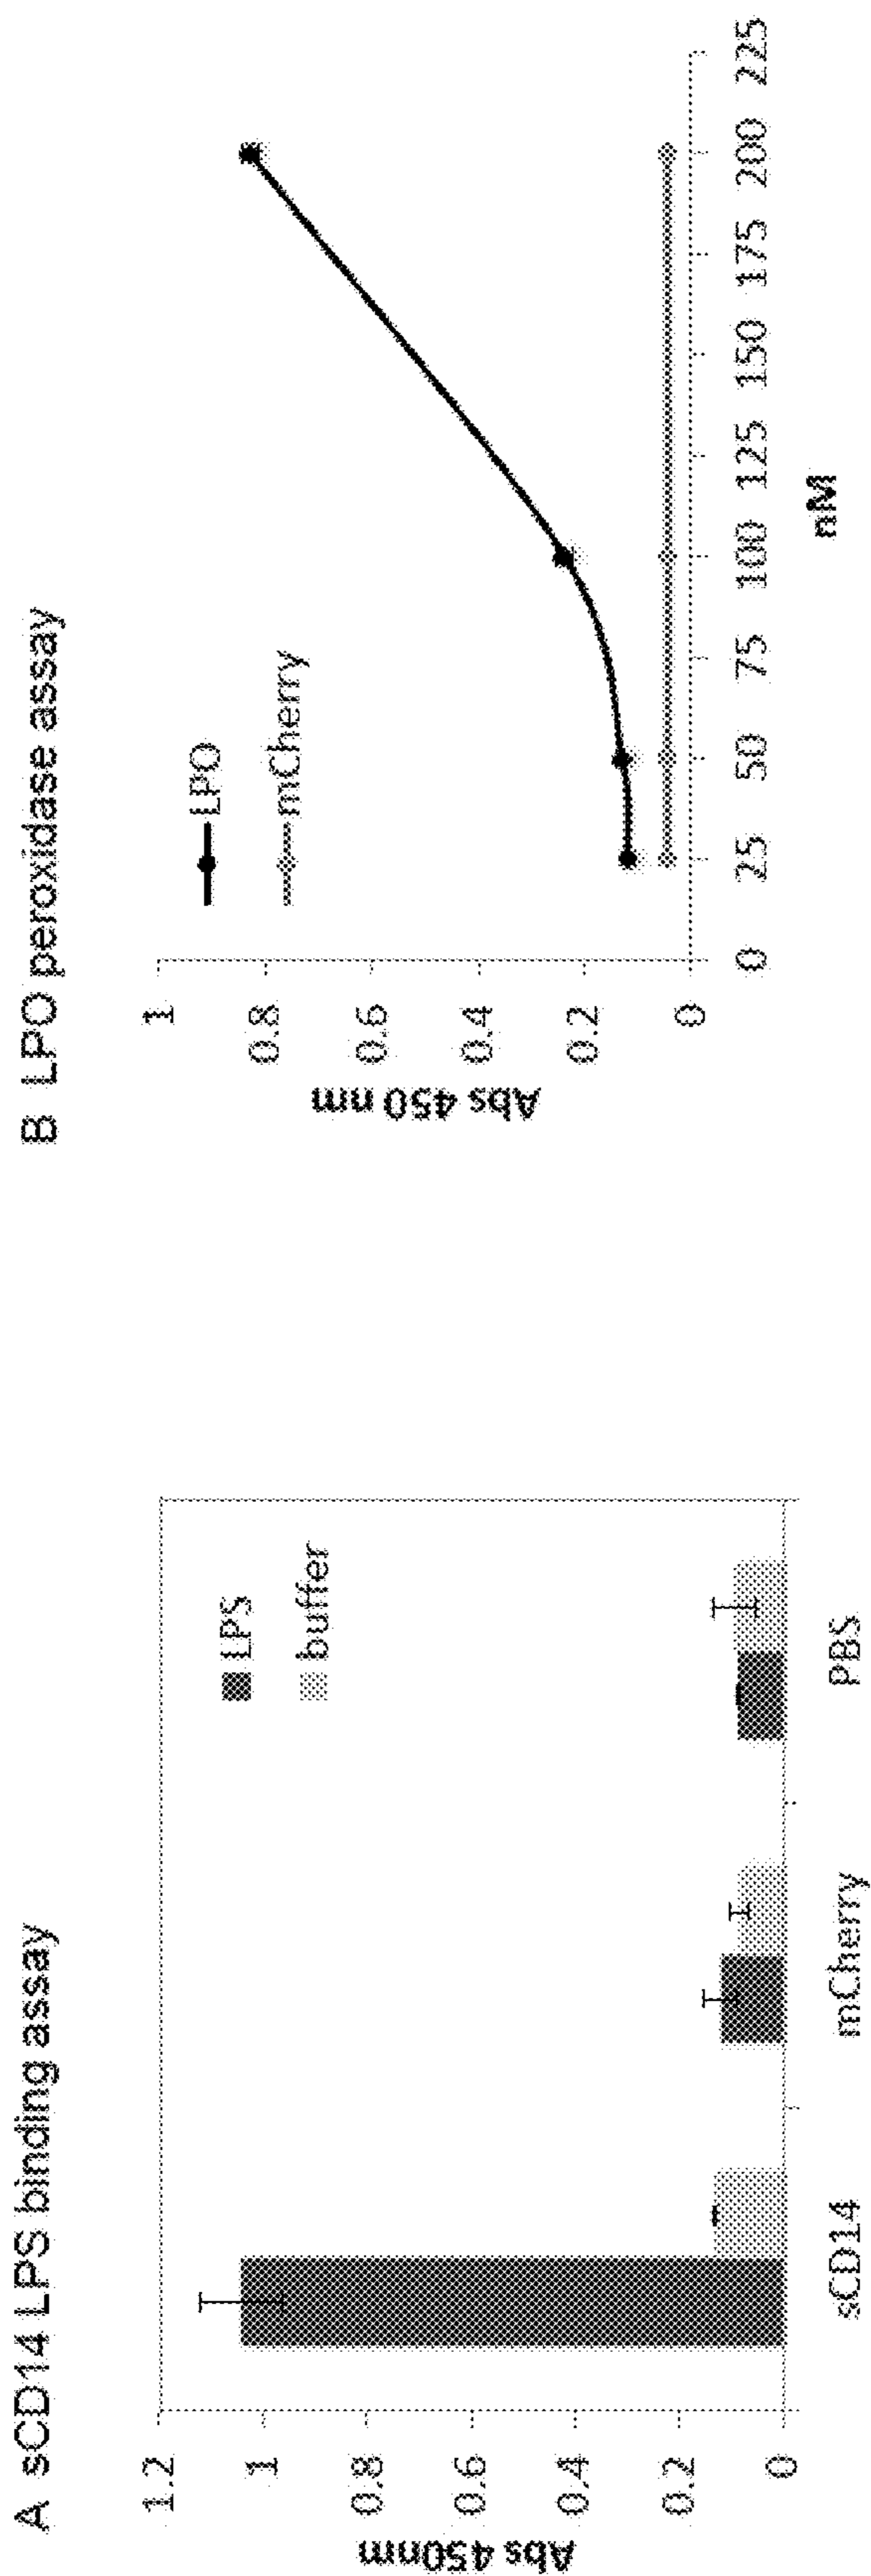 A sCD14 LPS binding assay
Abs 450nm
1.2
1
0.8
0.6
0.4
0.2
0
LPS
buffer
sCD14 mCherry PBS
B LPO peroxidase assay
Abs 450 nm
1
0.8
0.6
0.4
0.2
0
LPO
mCherry
0 25 50 75 100 125 150 175 200 225
nM